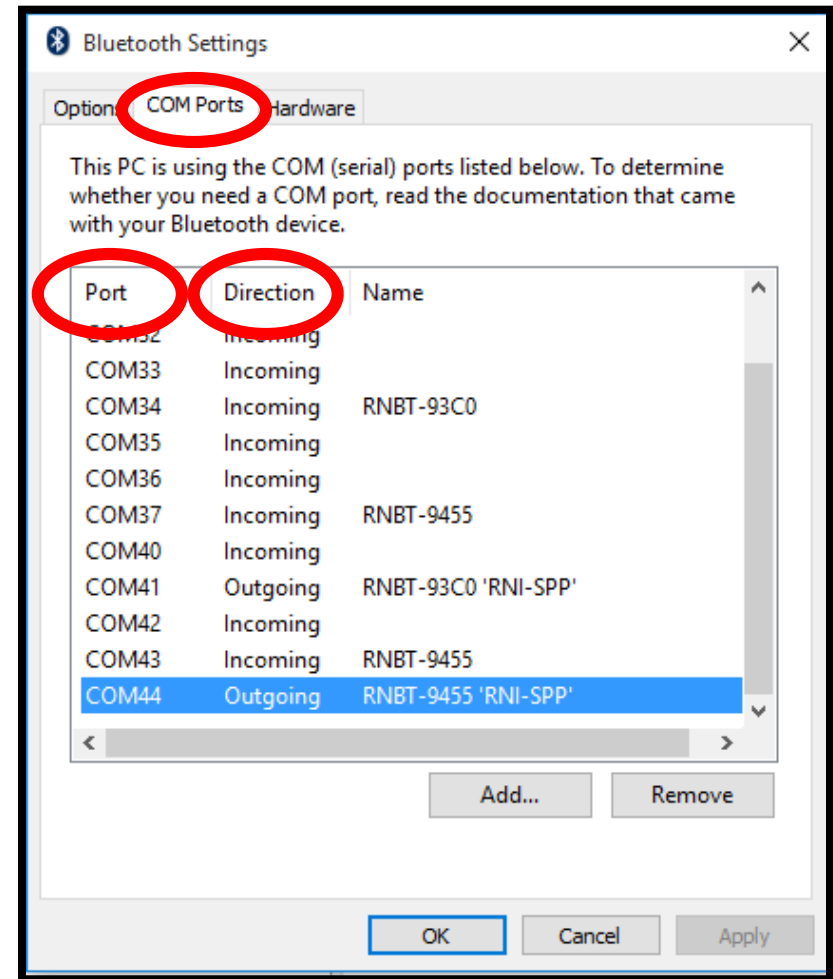 Bluetooth Settings
Options COM Ports Hardware
This PC is using the COM (serial) ports listed below. To determine
whether you need a COM port, read the documentation that came
with your Bluetooth device.
Port Direction Name
COM32 Incoming
COM33 Incoming
COM34 Incoming RNBT-93C0
COM35 Incoming
COM36 Incoming
COM37 Incoming RNBT-9455
COM40 Incoming
COM41 Outgoing RNBT-93C0 'RNI-SPP'
COM42 Incoming
COM43 Incoming RNBT-9455
COM44 Outgoing RNBT-9455 'RNI-SPP'
Add... Remove
OK Cancel Apply